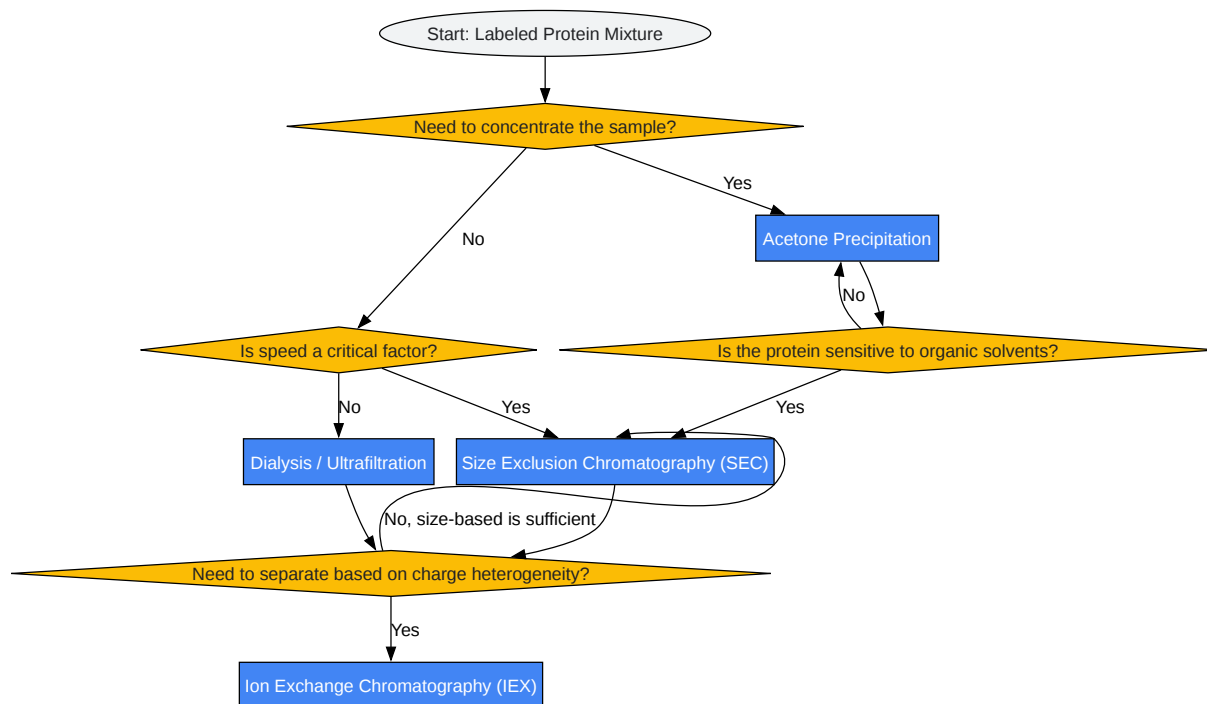 Start: Labeled Protein Mixture
Need to concentrate the sample?
Yes
Acetone Precipitation
No
No
Is speed a critical factor?
Is the protein sensitive to organic solvents?
No
Yes
Yes
Dialysis / Ultrafiltration
Size Exclusion Chromatography (SEC)
No, size-based is sufficient
Need to separate based on charge heterogeneity?
Yes
Ion Exchange Chromatography (IEX)